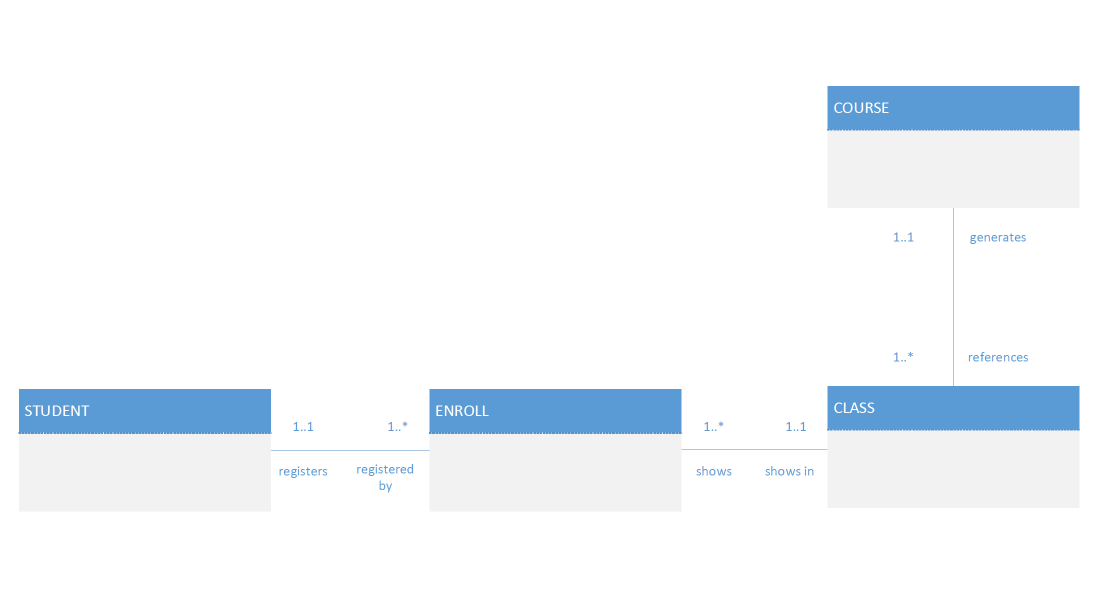 COURSE
1..1
generates
1..*
references
STUDENT
1..1
1..*
registers
registered
by
ENROLL
1..*
1..1
shows
shows in
CLASS